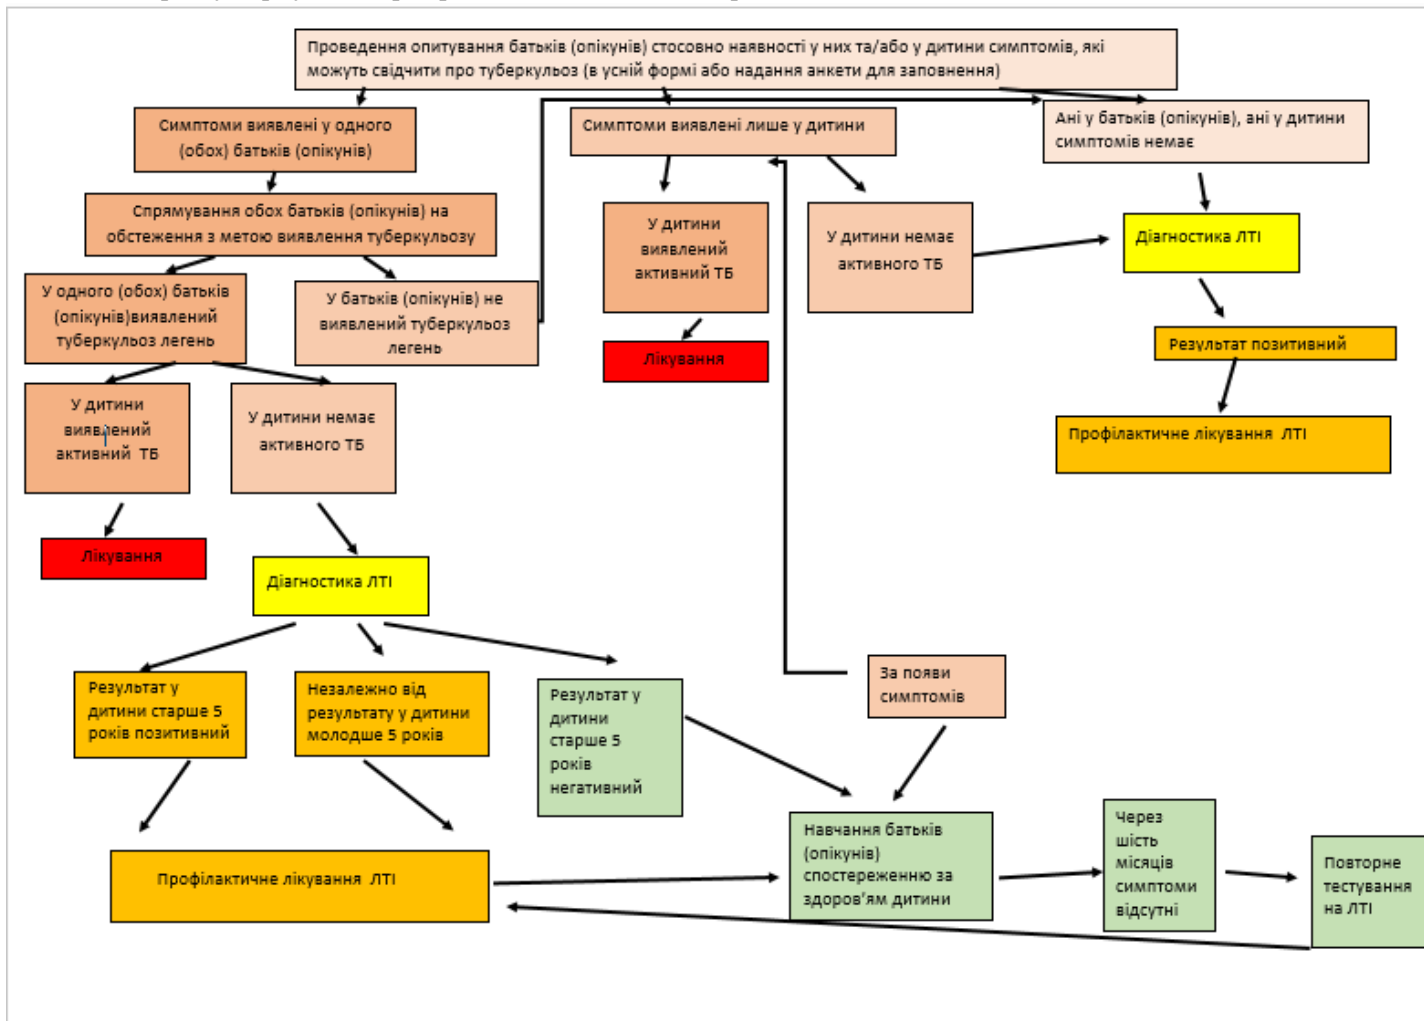 Проведення опитування батьків (опікунів) стосовно наявності у них та/або у дитини симптомів, які
можуть свідчити про туберкульоз (в усній формі або надання анкети для заповнення)
Симптоми виявлені у одного
(обох) батьків (опікунів)
Симптоми виявлені лише у дитини
Ані у батьків (опікунів), ані у дитини
симптомів немає
Спрямування обох батьків (опікунів) на
обстеження з метою виявлення туберкульозу
У дитини
виявлений
активний ТБ
У дитини немає
активного ТБ
Діагностика ЛТІ
У одного (обох) батьків
(опікунів)виявлений
туберкульоз легень
У батьків (опікунів) не
виявлений туберкульоз
легень
Лікування
Результат позитивний
У дитини
виявлений
активний ТБ
У дитини немає
активного ТБ
Профілактичне лікування ЛТІ
Лікування
Діагностика ЛТІ
Результат у
дитини старше 5
років позитивний
Незалежно від
результату у дитини
молодше 5 років
Результат у
дитини
старше 5
років
негативний
За появи
симптомів
Профілактичне лікування ЛТІ
Навчання батьків
(опікунів)
спостереженню за
здоров’ям дитини
Через
шість
місяців
симптоми
відсутні
Повторне
тестування
на ЛТІ